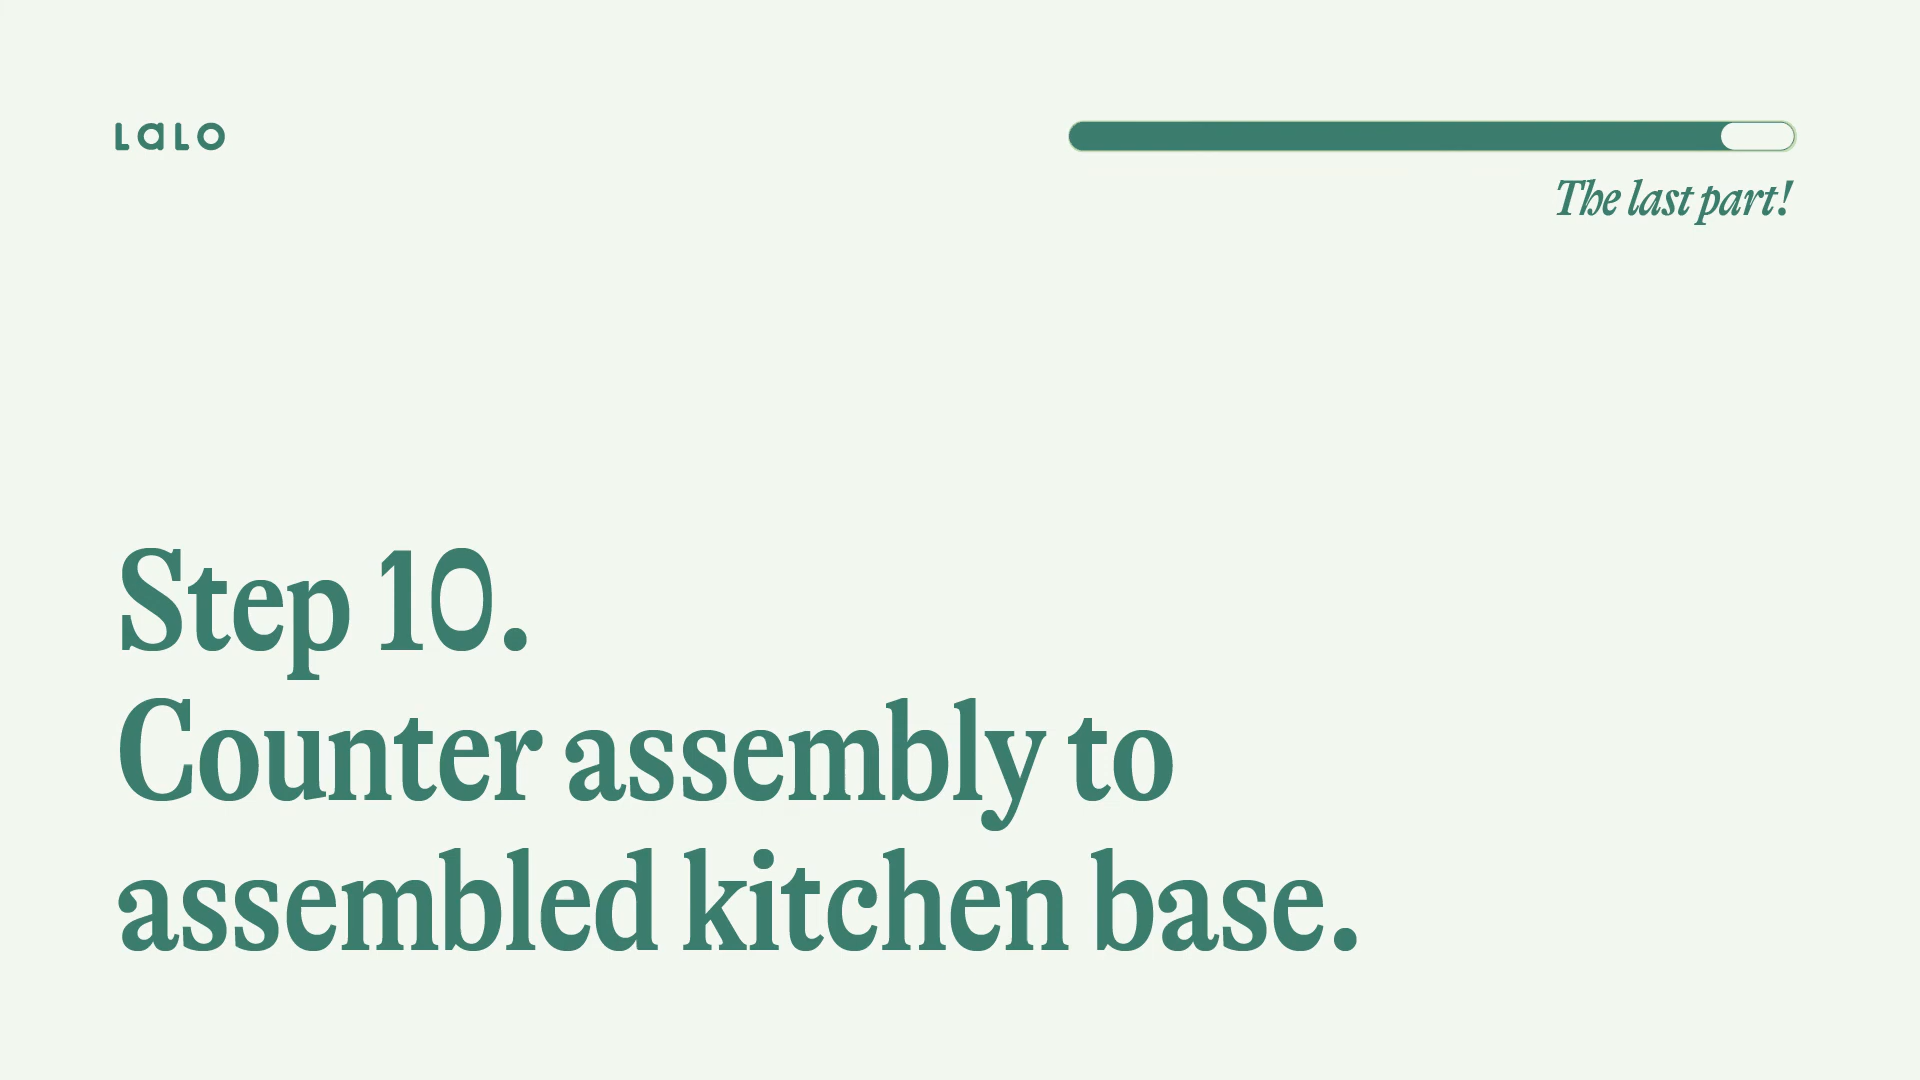 LaLO
The last part!
Step 10.
Counter assembly to
assembled kitchen base.